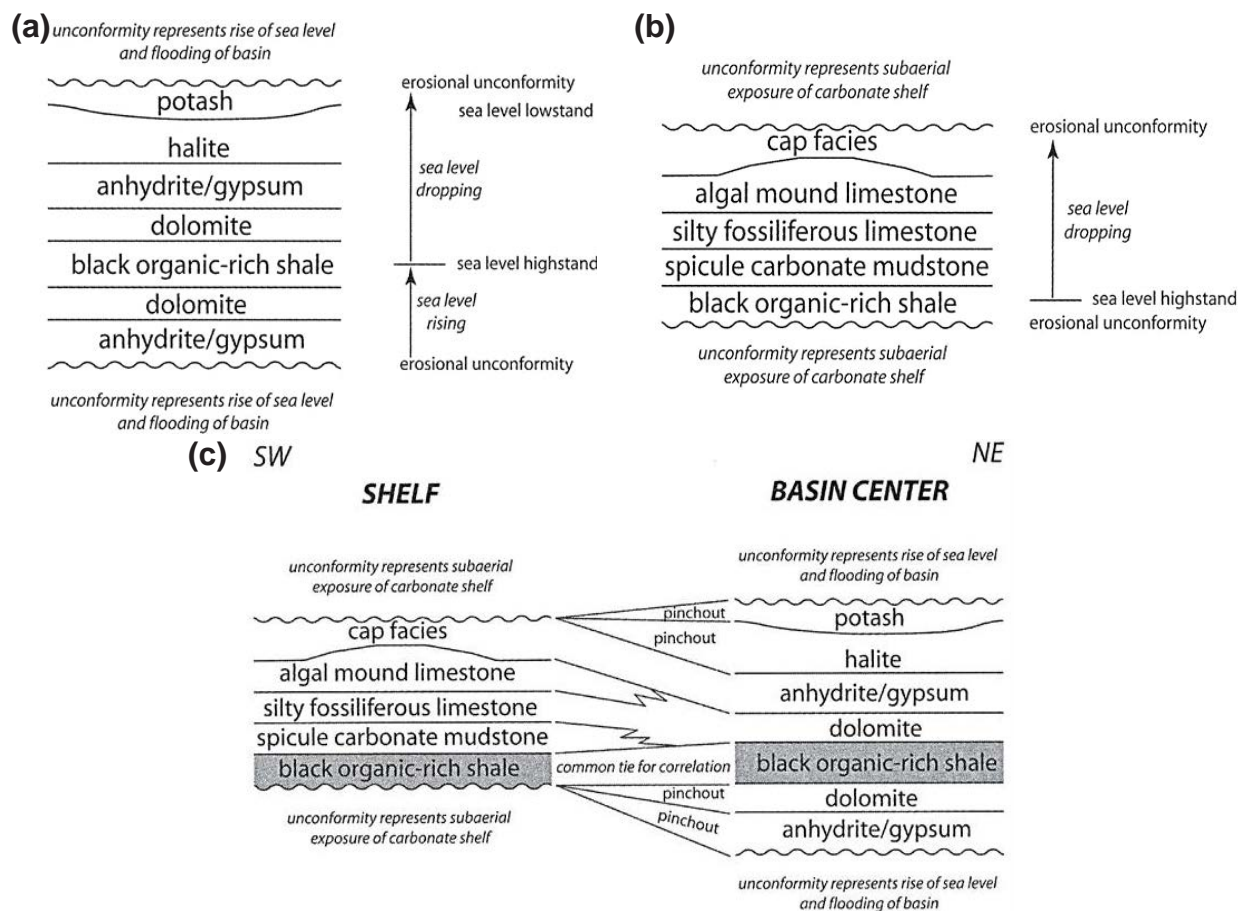 (a)
unconformity represents rise of sea level
and flooding of basin
potash
halite
anhydrite/gypsum
dolomite
black organic-rich shale
dolomite
anhydrite/gypsum
unconformity represents rise of sea level
and flooding of basin
erosional unconformity
sea level lowstand
sea level
dropping
sea level highstand
sea level
rising
erosional unconformity
(b)
unconformity represents subaerial
exposure of carbonate shelf
cap facies
algal mound limestone
silty fossiliferous limestone
spicule carbonate mudstone
black organic-rich shale
unconformity represents subaerial
exposure of carbonate shelf
erosional unconformity
sea level
dropping
sea level highstand
erosional unconformity
(c)
SW
NE
SHELF
BASIN CENTER
unconformity represents subaerial
exposure of carbonate shelf
cap facies
algal mound limestone
silty fossiliferous limestone
spicule carbonate mudstone
black organic-rich shale
unconformity represents subaerial
exposure of carbonate shelf
pinchout
pinchout
common tie for correlation
pinchout
pinchout
unconformity represents rise of sea level
and flooding of basin
potash
halite
anhydrite/gypsum
dolomite
black organic-rich shale
dolomite
anhydrite/gypsum
unconformity represents rise of sea level
and flooding of basin